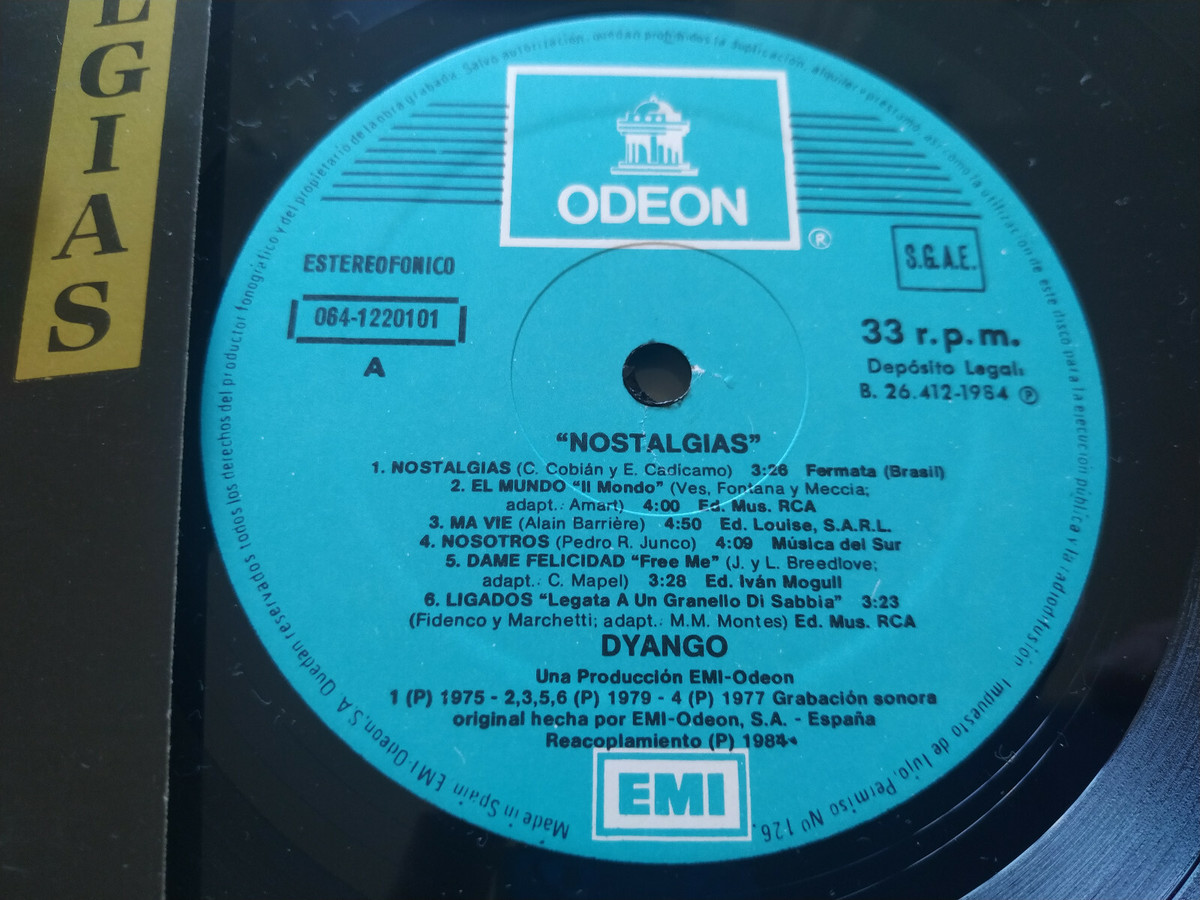 EGIAS
ODEON
®
ESTEREOFONICO
064-1220101
A
S.G.A.E.
33 r.p.m.
Depósito Legal:
B. 26.412-1984 ℗
"NOSTALGIAS"
1. NOSTALGIAS (C. Cobián y E. Cadicamo) 3:26 Fermata (Brasil)
2. EL MUNDO "Il Mondo" (Ves, Fontana y Meccia;
adapt.: Amart) 4:00 Ed. Mus. RCA
3. MA VIE (Alain Barrière) 4:50 Ed. Louise, S.A.R.L.
4. NOSOTROS (Pedro R. Junco) 4:09 Música del Sur
5. DAME FELICIDAD "Free Me" (J. y L. Breedlove;
adapt.: C. Mapel) 3:28 Ed. Iván Mogull
6. LIGADOS "Legata A Un Granello Di Sabbia" 3:23
(Fidenco y Marchetti; adapt.: M.M. Montes) Ed. Mus. RCA
DYANGO
Una Producción EMI-Odeon
1 (P) 1975 - 2,3,5,6 (P) 1979 - 4 (P) 1977 Grabación sonora
original hecha por EMI-Odeon, S.A. - España
Reacoplamiento (P) 1984
EMI
Made in Spain. EMI-Odeon, S.A. Quedan reservados todos los derechos del productor fonográfico y del propietario de la obra grabada. Salvo autorización, quedan prohibidos la duplicación, alquiler, préstamo, así como la utilización de este disco para la ejecución pública y la radiodifusión. Impuesto de lujo, Permiso Nº 126.